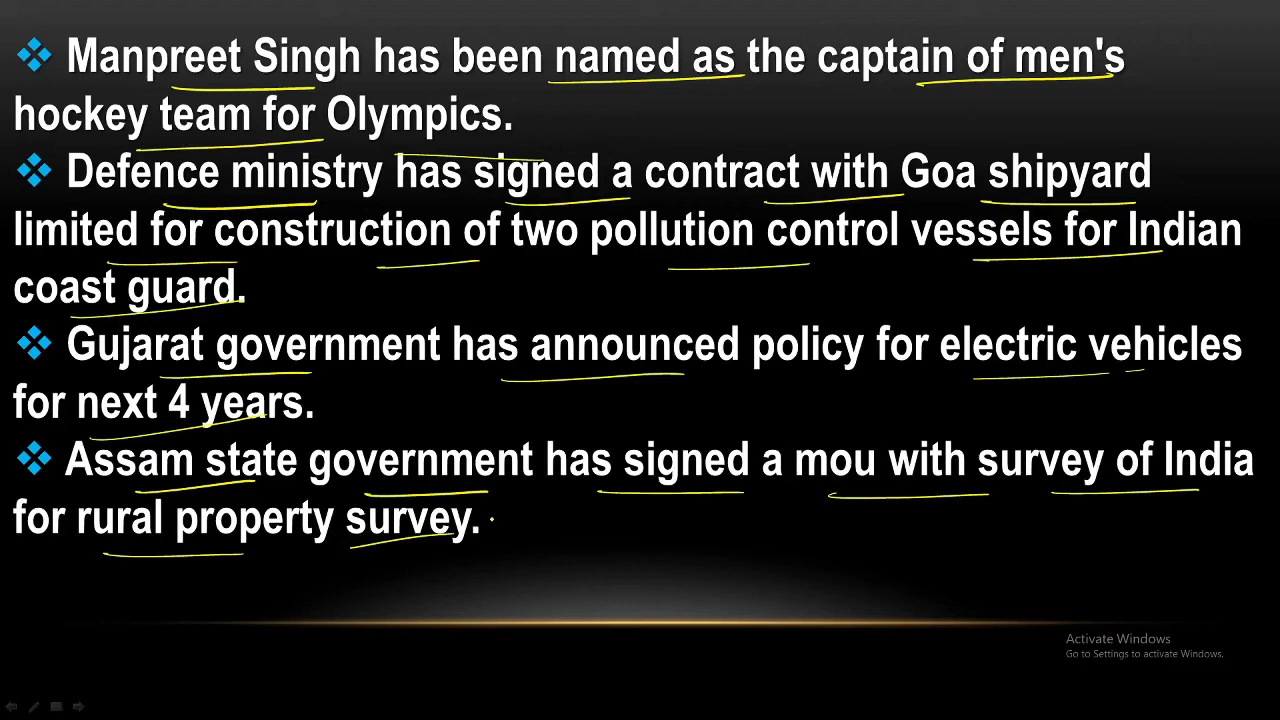 Manpreet Singh has been named as the captain of men's
hockey team for Olympics.
Defence ministry has signed a contract with Goa shipyard
limited for construction of two pollution control vessels for Indian
coast guard.
Gujarat government has announced policy for electric vehicles
for next 4 years.
Assam state government has signed a mou with survey of India
for rural property survey.
Activate Windows
Go to Settings to activate Windows.